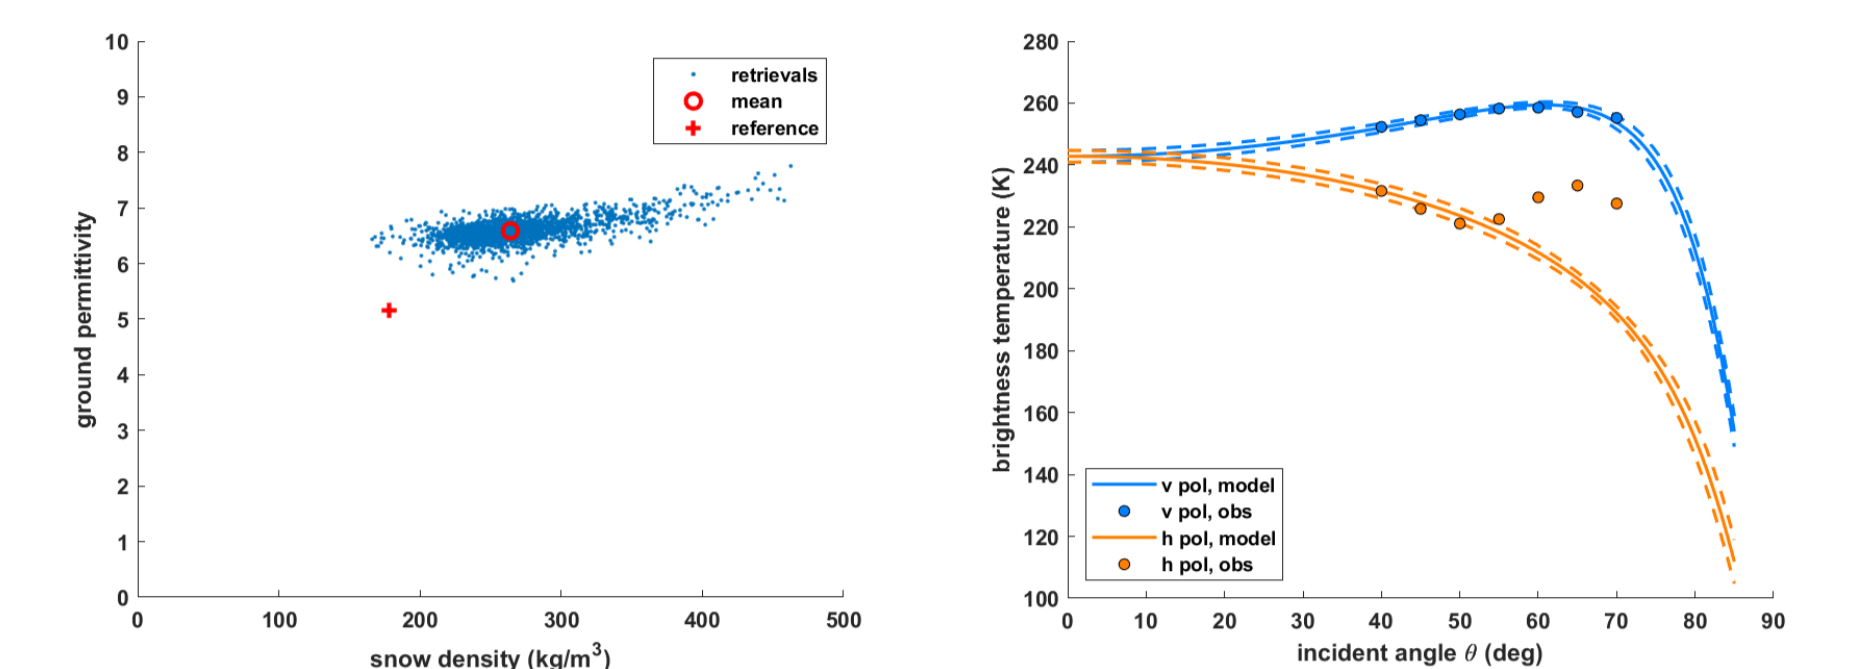 10
9
8
7
6
5
4
3
2
1
0
ground permittivity
retrievals
mean
reference
0 100 200 300 400 500
snow density (kg/m³)
280
260
240
220
200
180
160
140
120
100
brightness temperature (K)
v pol, model
v pol, obs
h pol, model
h pol, obs
0 10 20 30 40 50 60 70 80 90
incident angle θ (deg)